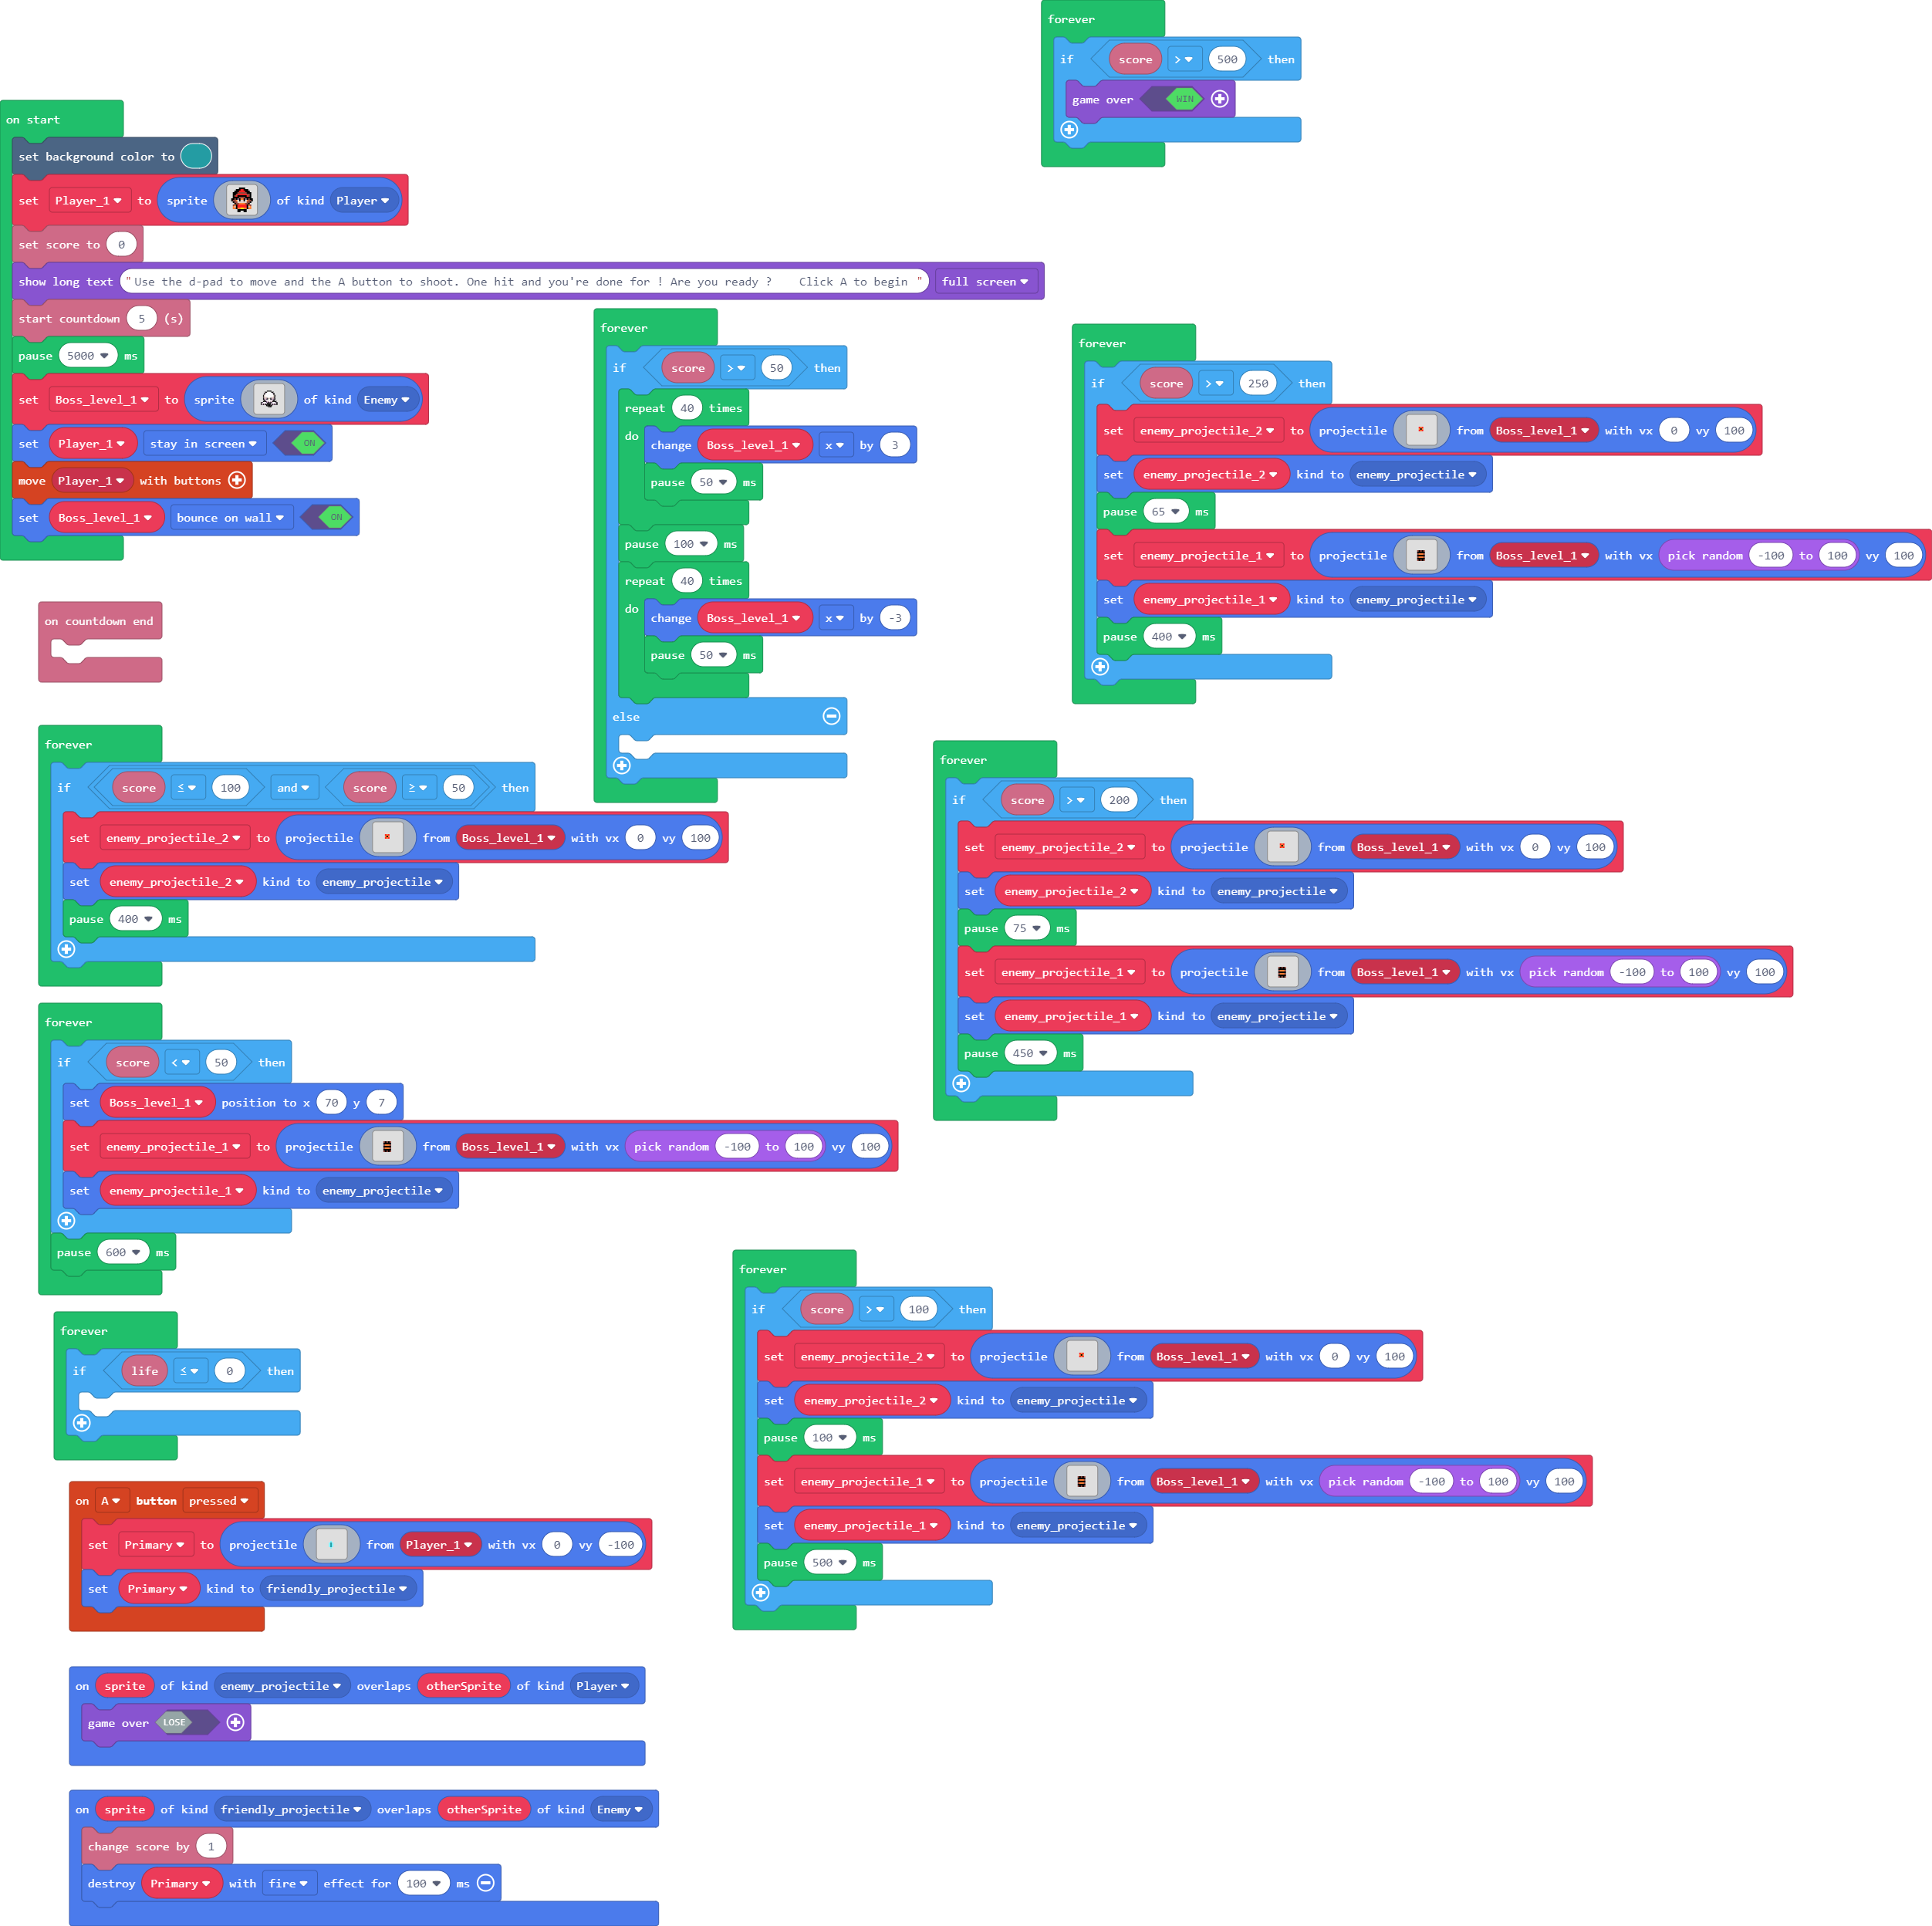 forever
if score > 500 then
game over WIN
on start
set background color to
set Player_1 to sprite of kind Player
set score to 0
show long text "Use the d-pad to move and the A button to shoot. One hit and you're done for ! Are you ready ? Click A to begin " full screen
start countdown 5 (s)
pause 5000 ms
set Boss_level_1 to sprite of kind Enemy
set Player_1 stay in screen ON
move Player_1 with buttons
set Boss_level_1 bounce on wall ON
on countdown end
forever
if score > 50 then
repeat 40 times
do change Boss_level_1 x by 3
pause 50 ms
pause 100 ms
repeat 40 times
do change Boss_level_1 x by -3
pause 50 ms
else
forever
if score > 250 then
set enemy_projectile_2 to projectile from Boss_level_1 with vx 0 vy 100
set enemy_projectile_2 kind to enemy_projectile
pause 65 ms
set enemy_projectile_1 to projectile from Boss_level_1 with vx pick random -100 to 100 vy 100
set enemy_projectile_1 kind to enemy_projectile
pause 400 ms
forever
if score ≤ 100 and score ≥ 50 then
set enemy_projectile_2 to projectile from Boss_level_1 with vx 0 vy 100
set enemy_projectile_2 kind to enemy_projectile
pause 400 ms
forever
if score > 200 then
set enemy_projectile_2 to projectile from Boss_level_1 with vx 0 vy 100
set enemy_projectile_2 kind to enemy_projectile
pause 75 ms
set enemy_projectile_1 to projectile from Boss_level_1 with vx pick random -100 to 100 vy 100
set enemy_projectile_1 kind to enemy_projectile
pause 450 ms
forever
if score < 50 then
set Boss_level_1 position to x 70 y 7
set enemy_projectile_1 to projectile from Boss_level_1 with vx pick random -100 to 100 vy 100
set enemy_projectile_1 kind to enemy_projectile
pause 600 ms
forever
if life ≤ 0 then
forever
if score > 100 then
set enemy_projectile_2 to projectile from Boss_level_1 with vx 0 vy 100
set enemy_projectile_2 kind to enemy_projectile
pause 100 ms
set enemy_projectile_1 to projectile from Boss_level_1 with vx pick random -100 to 100 vy 100
set enemy_projectile_1 kind to enemy_projectile
pause 500 ms
on A button pressed
set Primary to projectile from Player_1 with vx 0 vy -100
set Primary kind to friendly_projectile
on sprite of kind enemy_projectile overlaps otherSprite of kind Player
game over LOSE
on sprite of kind friendly_projectile overlaps otherSprite of kind Enemy
change score by 1
destroy Primary with fire effect for 100 ms